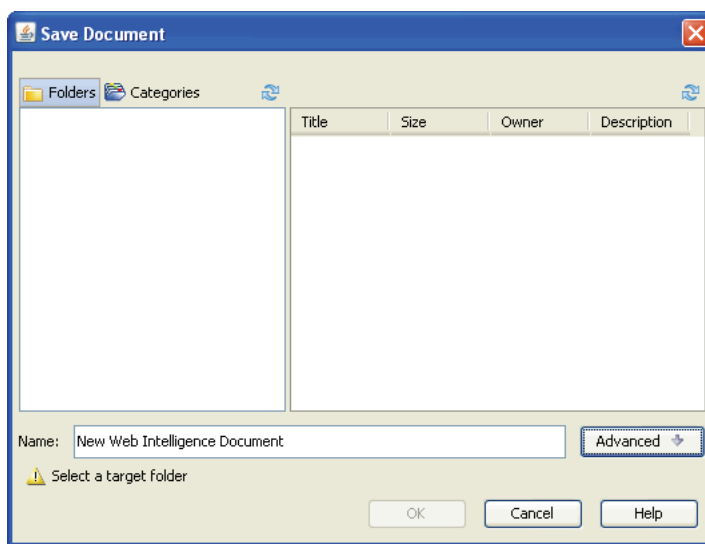 Save Document
Folders Categories
Title Size Owner Description
Name: New Web Intelligence Document Advanced
Select a target folder
OK Cancel Help